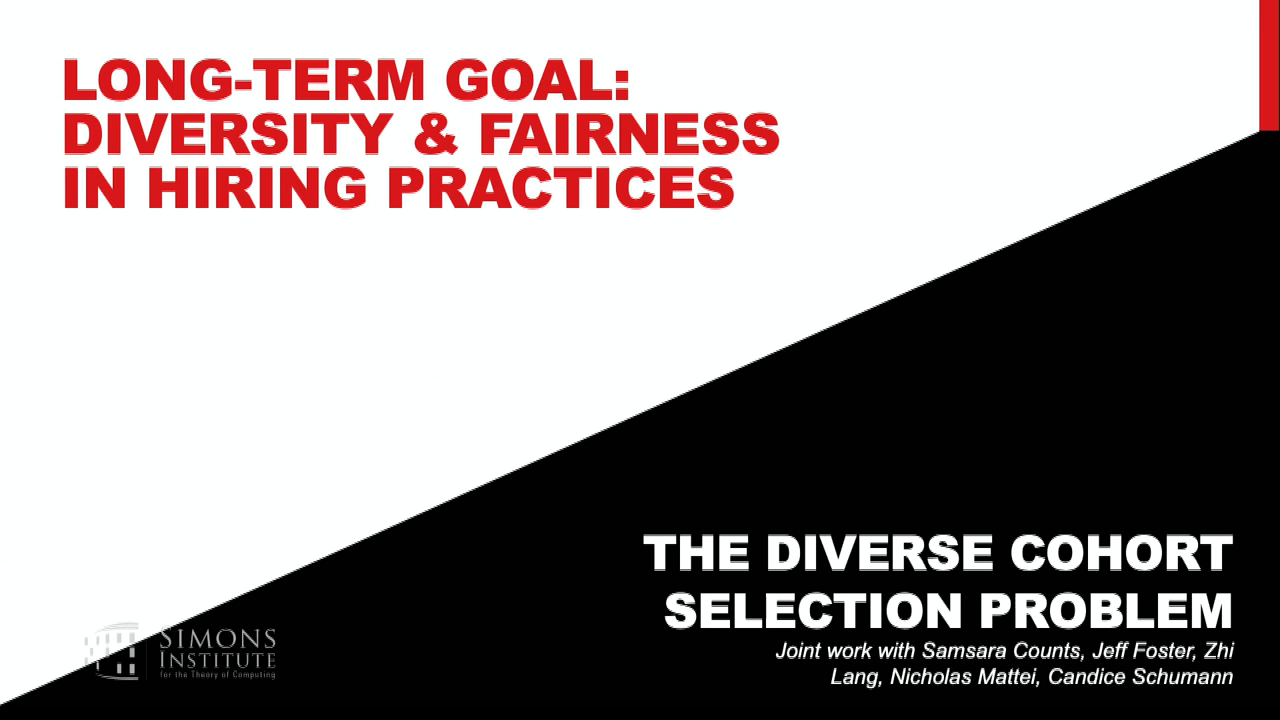 LONG-TERM GOAL:
DIVERSITY & FAIRNESS
IN HIRING PRACTICES
THE DIVERSE COHORT
SELECTION PROBLEM
Joint work with Samsara Counts, Jeff Foster, Zhi
Lang, Nicholas Mattei, Candice Schumann
SIMONS
INSTITUTE
for the Theory of Computing